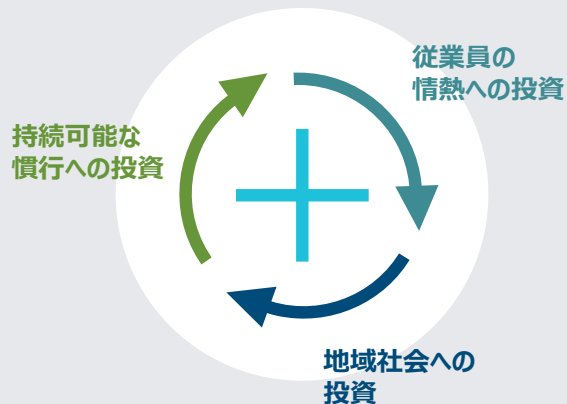 従業員の
情熱への投資
持続可能な
慣行への投資
地域社会への
投資